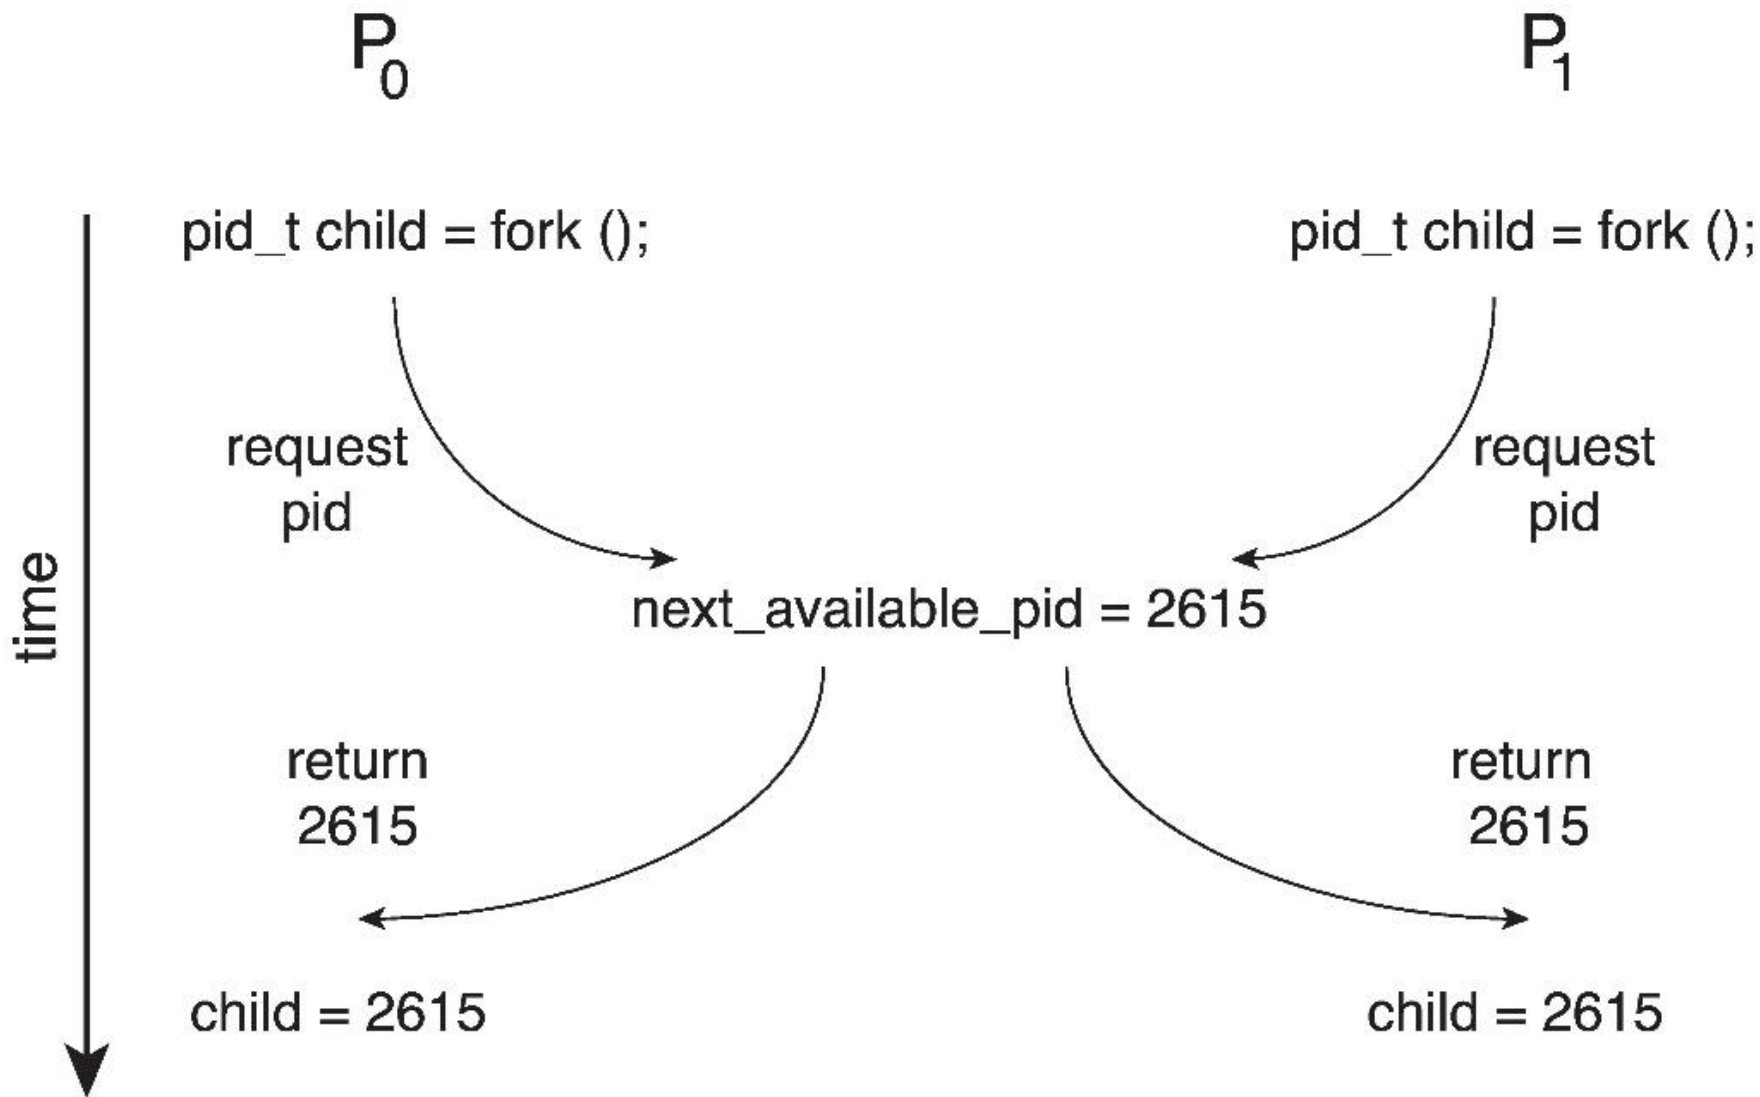 P0
P1
pid_t child = fork ();
pid_t child = fork ();
request
pid
request
pid
time
next_available_pid = 2615
return
2615
return
2615
child = 2615
child = 2615